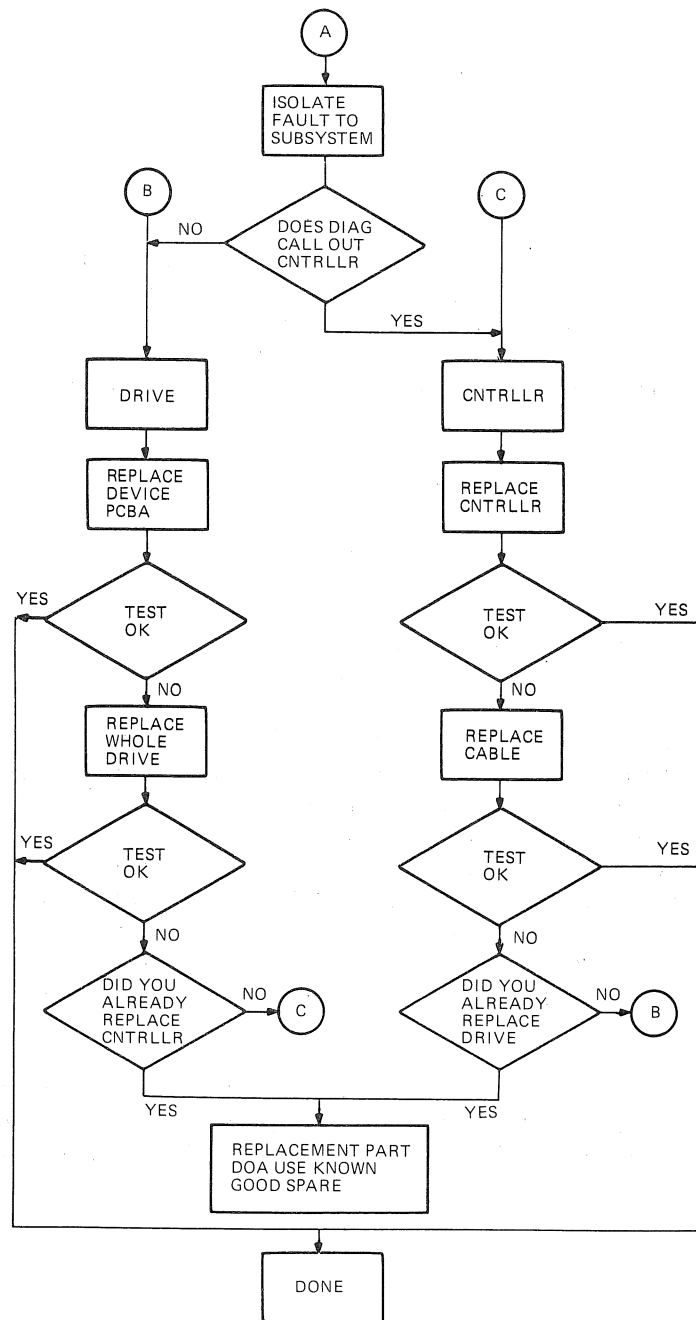 A
ISOLATE
FAULT TO
SUBSYSTEM
B
C
NO
DOES DIAG
CALL OUT
CNTRLLR
YES
DRIVE
CNTRLLR
REPLACE
DEVICE
PCBA
REPLACE
CNTRLLR
YES
TEST
OK
TEST
OK
YES
NO
NO
REPLACE
WHOLE
DRIVE
REPLACE
CABLE
YES
TEST
OK
TEST
OK
YES
NO
NO
DID YOU
ALREADY
REPLACE
CNTRLLR
NO
C
DID YOU
ALREADY
REPLACE
DRIVE
NO
B
YES
YES
REPLACEMENT PART
DOA USE KNOWN
GOOD SPARE
DONE